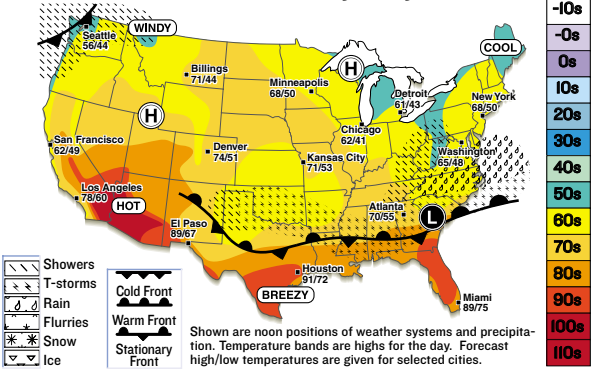 WINDY
Seattle
56/44
COOL
Billings
71/44
H
Minneapolis
68/50
Detroit
61/43
New York
68/50
H
Chicago
62/41
San Francisco
62/49
Denver
74/51
Kansas City
71/53
Washington
65/48
Los Angeles
78/60
HOT
El Paso
89/67
Atlanta
70/55
L
Houston
91/72
BREEZY
Miami
89/75
Showers
T-storms
Rain
Flurries
Snow
Ice
Cold Front
Warm Front
Stationary
Front
Shown are noon positions of weather systems and precipita-
tion. Temperature bands are highs for the day. Forecast
high/low temperatures are given for selected cities.
-10s
-0s
0s
10s
20s
30s
40s
50s
60s
70s
80s
90s
100s
110s